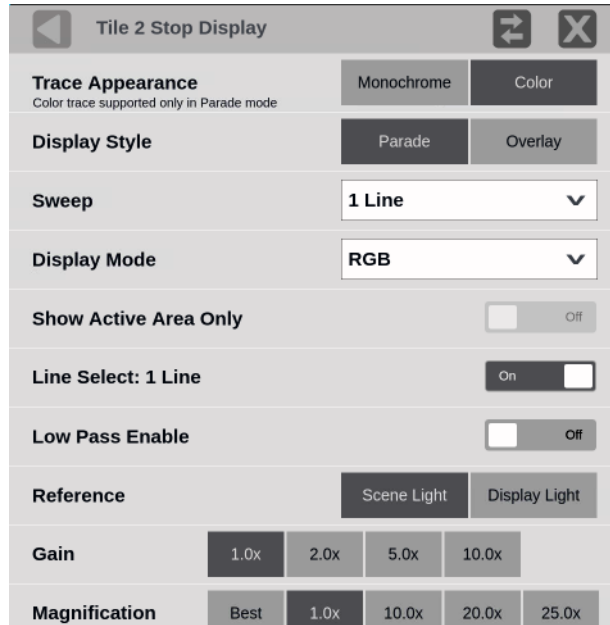 Tile 2 Stop Display
Trace Appearance Monochrome Color
Color trace supported only in Parade mode
Display Style Parade Overlay
Sweep 1 Line
Display Mode RGB
Show Active Area Only Off
Line Select: 1 Line On
Low Pass Enable Off
Reference Scene Light Display Light
Gain 1.0x 2.0x 5.0x 10.0x
Magnification Best 1.0x 10.0x 20.0x 25.0x